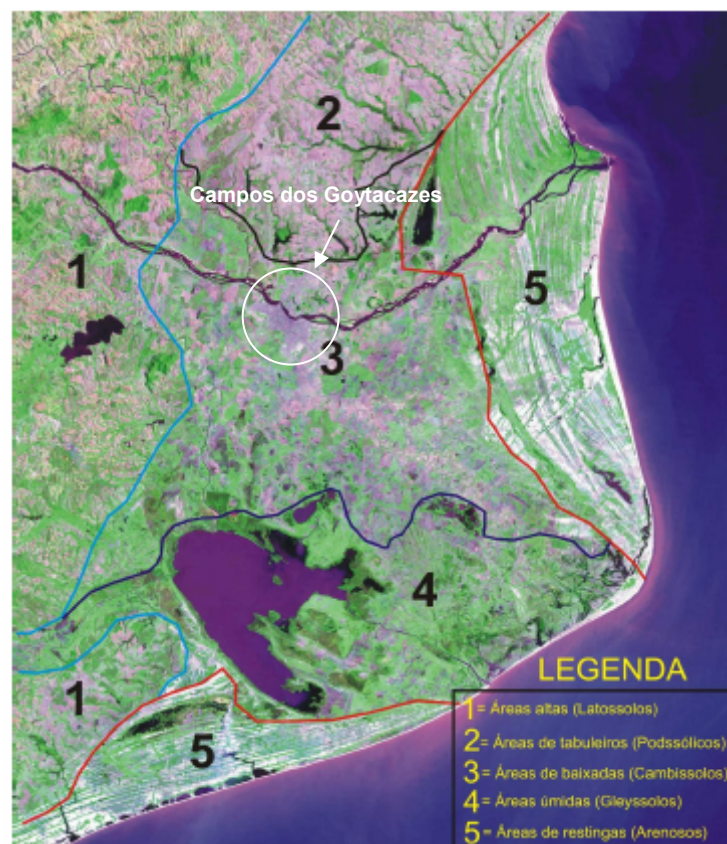 2
Campos dos Goytacazes
1
5
3
4
1
5
LEGENDA
1= Áreas altas (Latossolos)
2= Áreas de tabuleiros (Podssólicos)
3= Áreas de baixadas (Cambissolos)
4= Áreas úmidas (Gleyssolos)
5= Áreas de restingas (Arenosos)